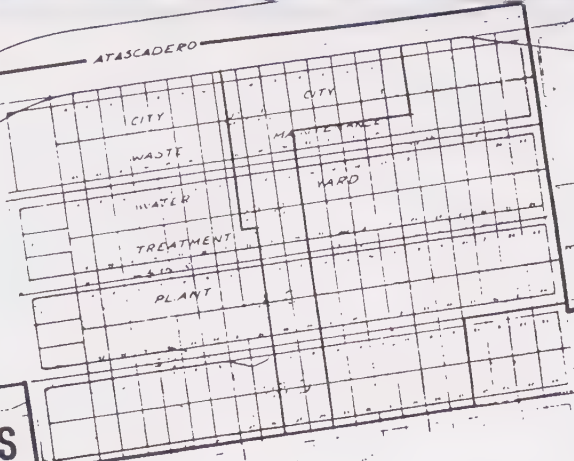 ATASCADERO
CITY
WASTE
WATER
TREATMENT
PLANT
CITY
MAINTENANCE
YARD
S